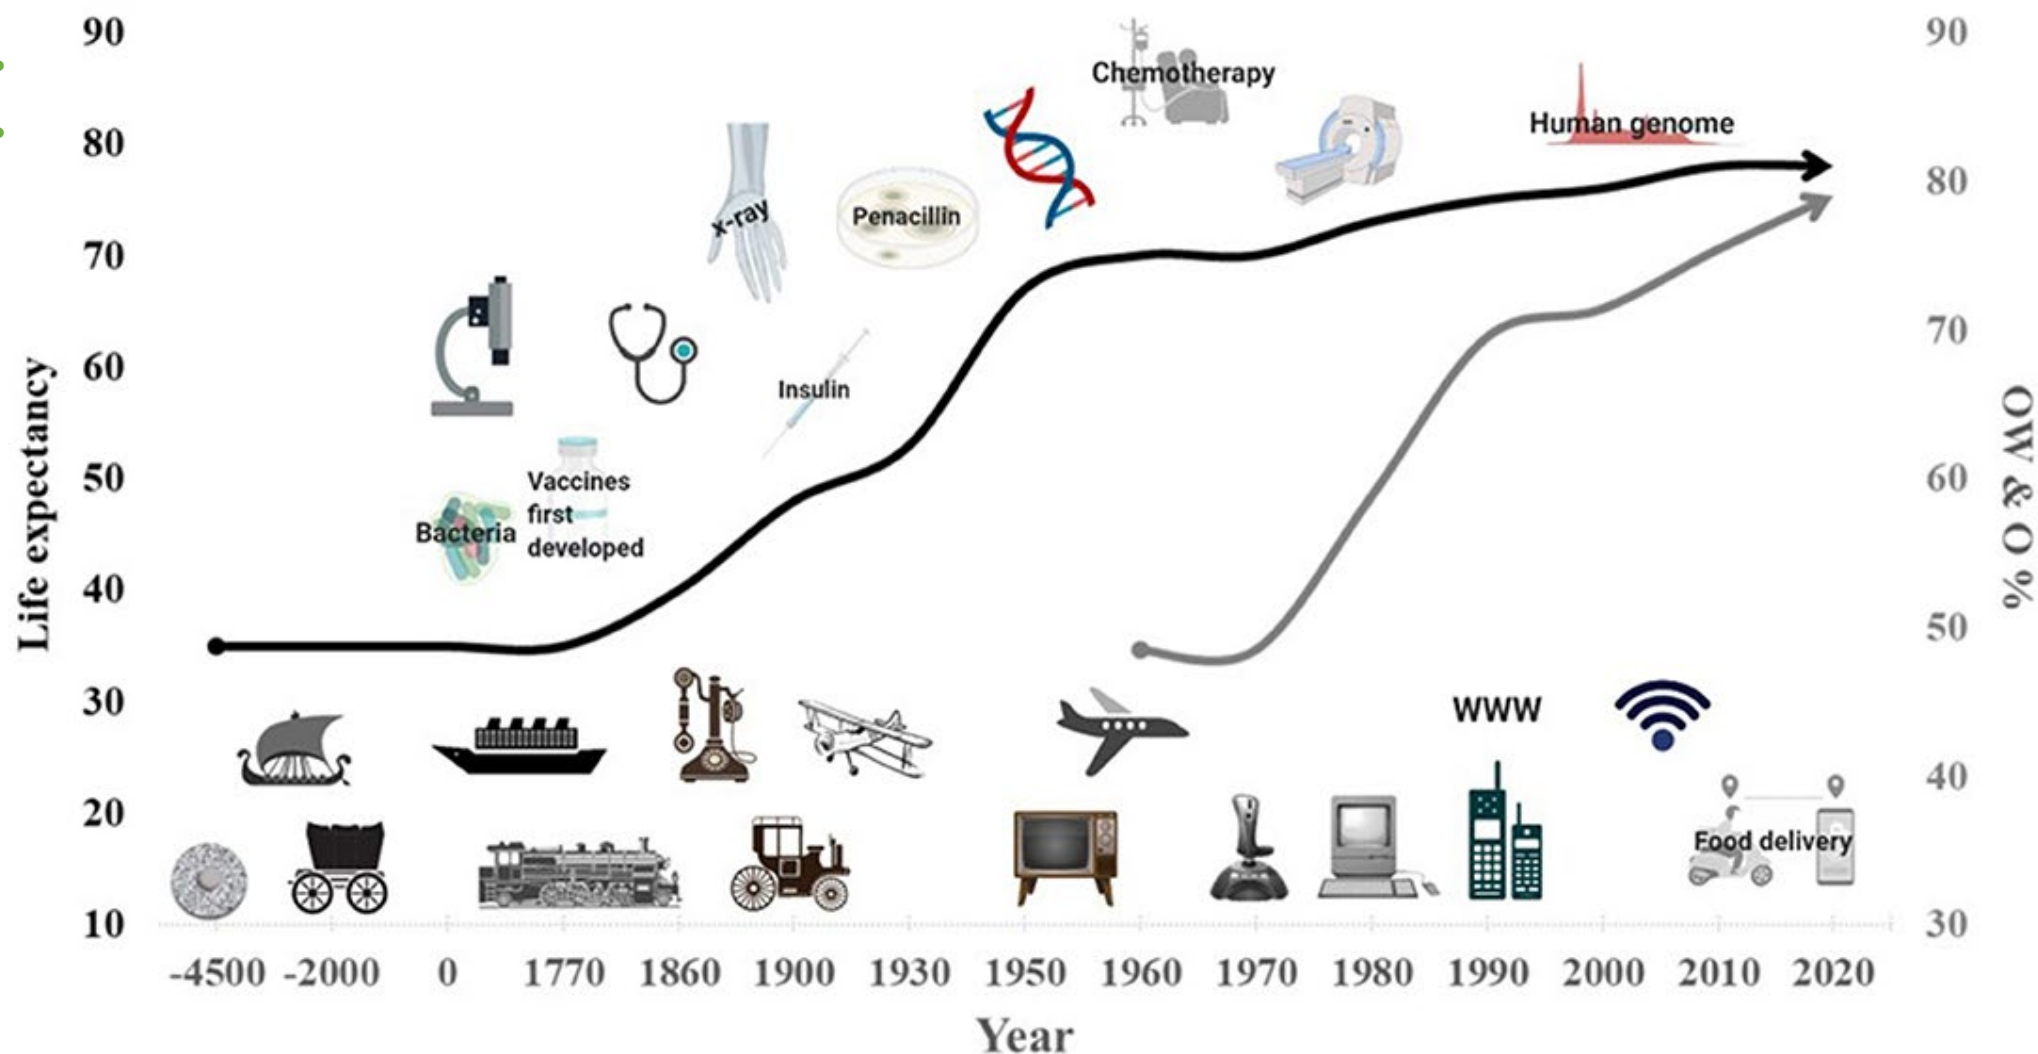 90
80
70
60
50
40
30
20
10
Life expectancy
90
80
70
60
50
40
30
OW & O %
Chemotherapy
Human genome
x-ray
Penacillin
Insulin
Vaccines
first
developed
Bacteria
WWW
Food delivery
-4500 -2000 0 1770 1860 1900 1930 1950 1960 1970 1980 1990 2000 2010 2020
Year